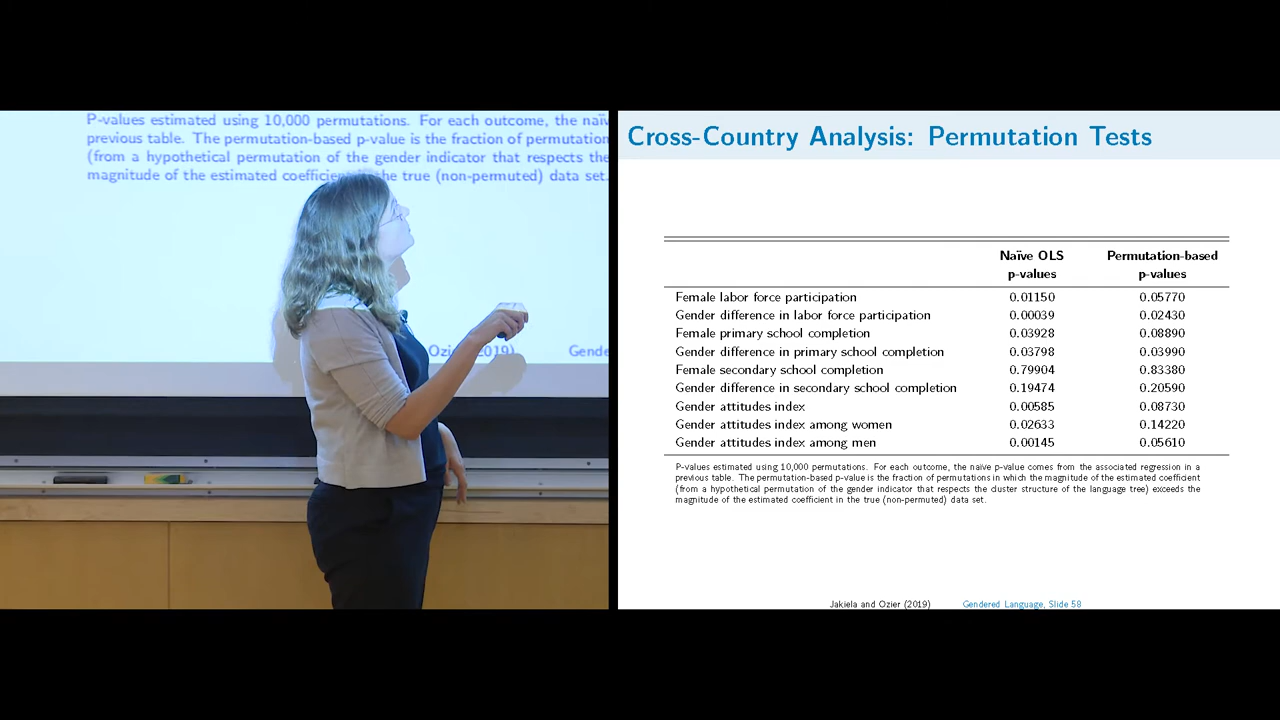 P-values estimated using 10,000 permutations. For each outcome, the naïv
previous table. The permutation-based p-value is the fraction of permutation
(from a hypothetical permutation of the gender indicator that respects the
magnitude of the estimated coefficient in the true (non-permuted) data set.
Ozier (2019) Gende
Cross-Country Analysis: Permutation Tests
Naïve OLS Permutation-based
p-values p-values
Female labor force participation 0.01150 0.05770
Gender difference in labor force participation 0.00039 0.02430
Female primary school completion 0.03928 0.08890
Gender difference in primary school completion 0.03798 0.03990
Female secondary school completion 0.79904 0.83380
Gender difference in secondary school completion 0.19474 0.20590
Gender attitudes index 0.00585 0.08730
Gender attitudes index among women 0.02633 0.14220
Gender attitudes index among men 0.00145 0.05610
P-values estimated using 10,000 permutations. For each outcome, the naïve p-value comes from the associated regression in a
previous table. The permutation-based p-value is the fraction of permutations in which the magnitude of the estimated coefficient
(from a hypothetical permutation of the gender indicator that respects the cluster structure of the language tree) exceeds the
magnitude of the estimated coefficient in the true (non-permuted) data set.
Jakiela and Ozier (2019) Gendered Language, Slide 58